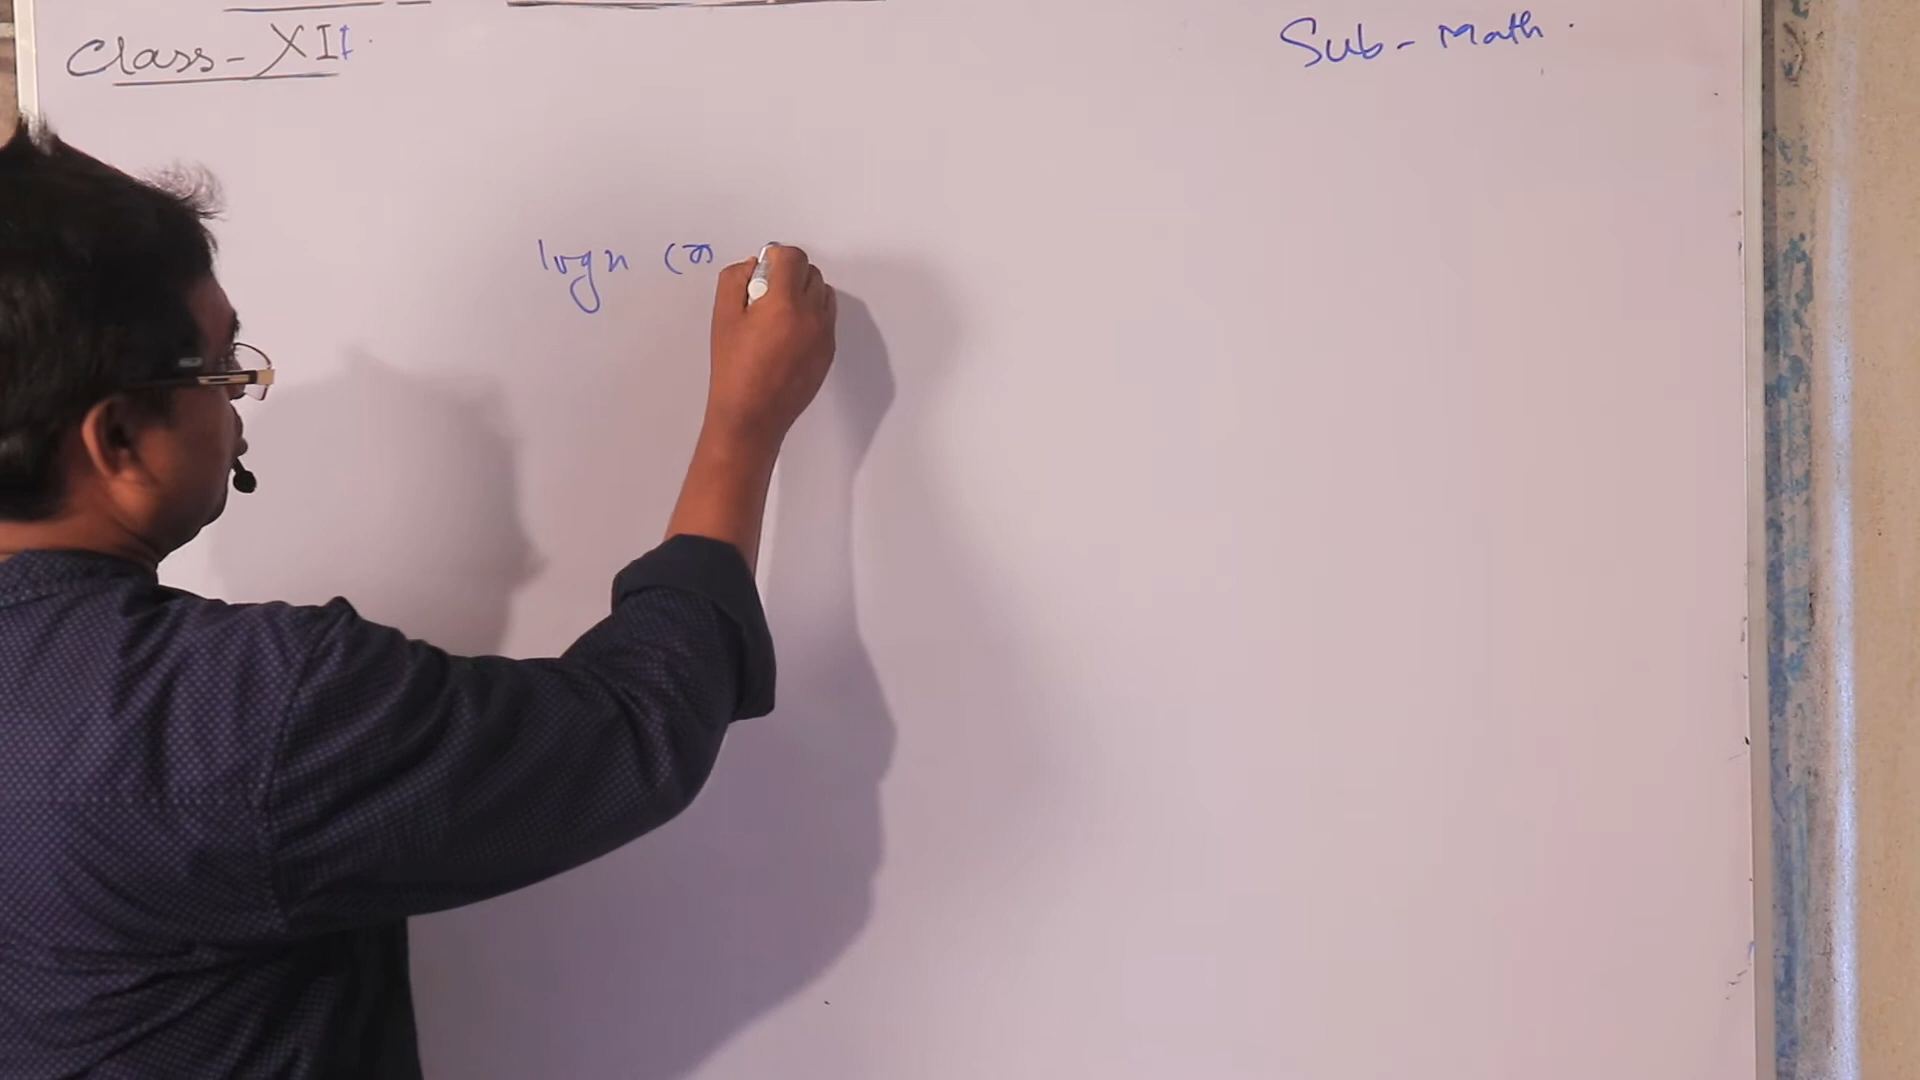 Class - XII.
Sub - Math.
log x (